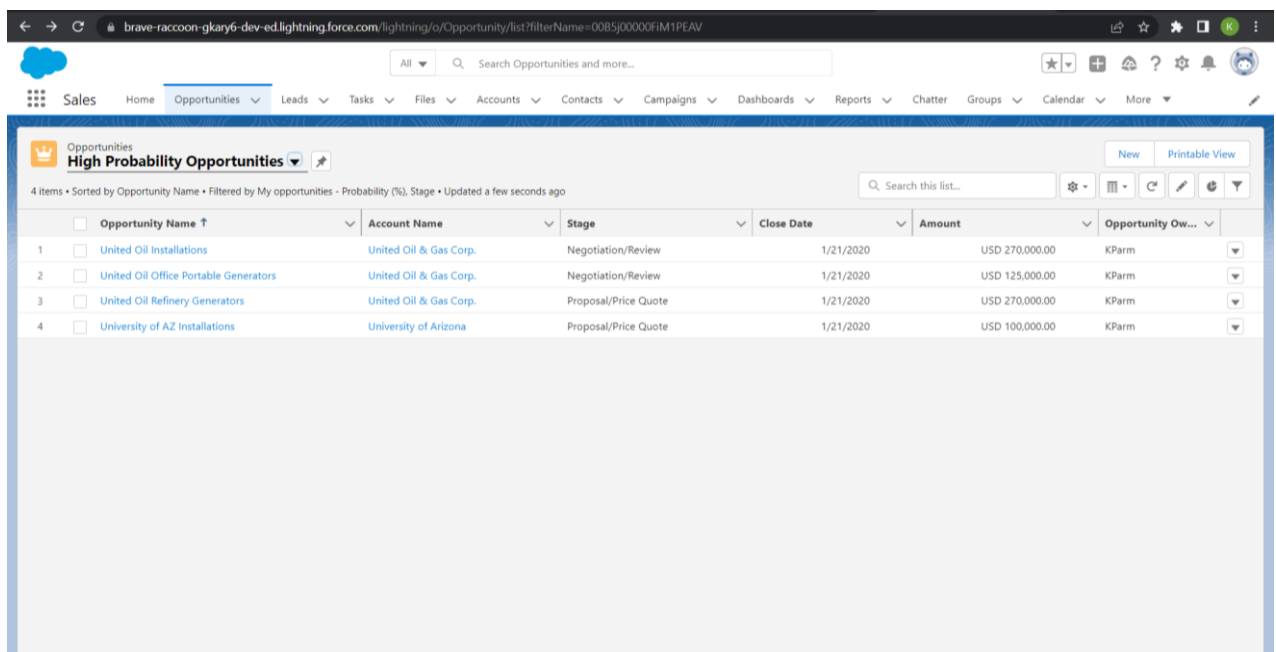 brave-raccoon-gkary6-dev-ed.lightning.force.com/lightning/o/Opportunity/list?filterName=00B5j00000FiM1PEAV K
All Search Opportunities and more...
Sales Home Opportunities Leads Tasks Files Accounts Contacts Campaigns Dashboards Reports Chatter Groups Calendar More
Opportunities
High Probability Opportunities
New Printable View
4 items • Sorted by Opportunity Name • Filtered by My opportunities - Probability (%), Stage • Updated a few seconds ago
Search this list...
Opportunity Name ↑ Account Name Stage Close Date Amount Opportunity Ow...
1 United Oil Installations United Oil & Gas Corp. Negotiation/Review 1/21/2020 USD 270,000.00 KParm
2 United Oil Office Portable Generators United Oil & Gas Corp. Negotiation/Review 1/21/2020 USD 125,000.00 KParm
3 United Oil Refinery Generators United Oil & Gas Corp. Proposal/Price Quote 1/21/2020 USD 270,000.00 KParm
4 University of AZ Installations University of Arizona Proposal/Price Quote 1/21/2020 USD 100,000.00 KParm